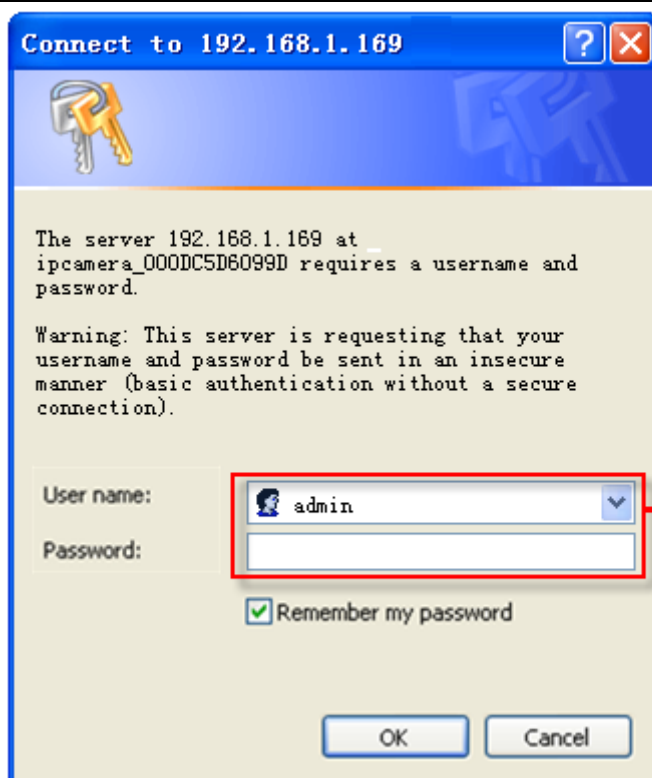 Connect to 192.168.1.169
The server 192.168.1.169 at
ipcamera_000DC5D6099D requires a username and
password.
Warning: This server is requesting that your
username and password be sent in an insecure
manner (basic authentication without a secure
connection).
User name:
admin
Password:
Remember my password
OK
Cancel